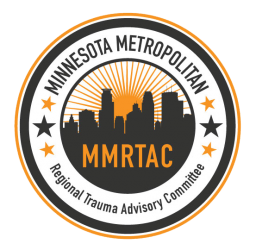 MINNESOTA METROPOLITAN
MMRTAC
Regional Trauma Advisory Committee